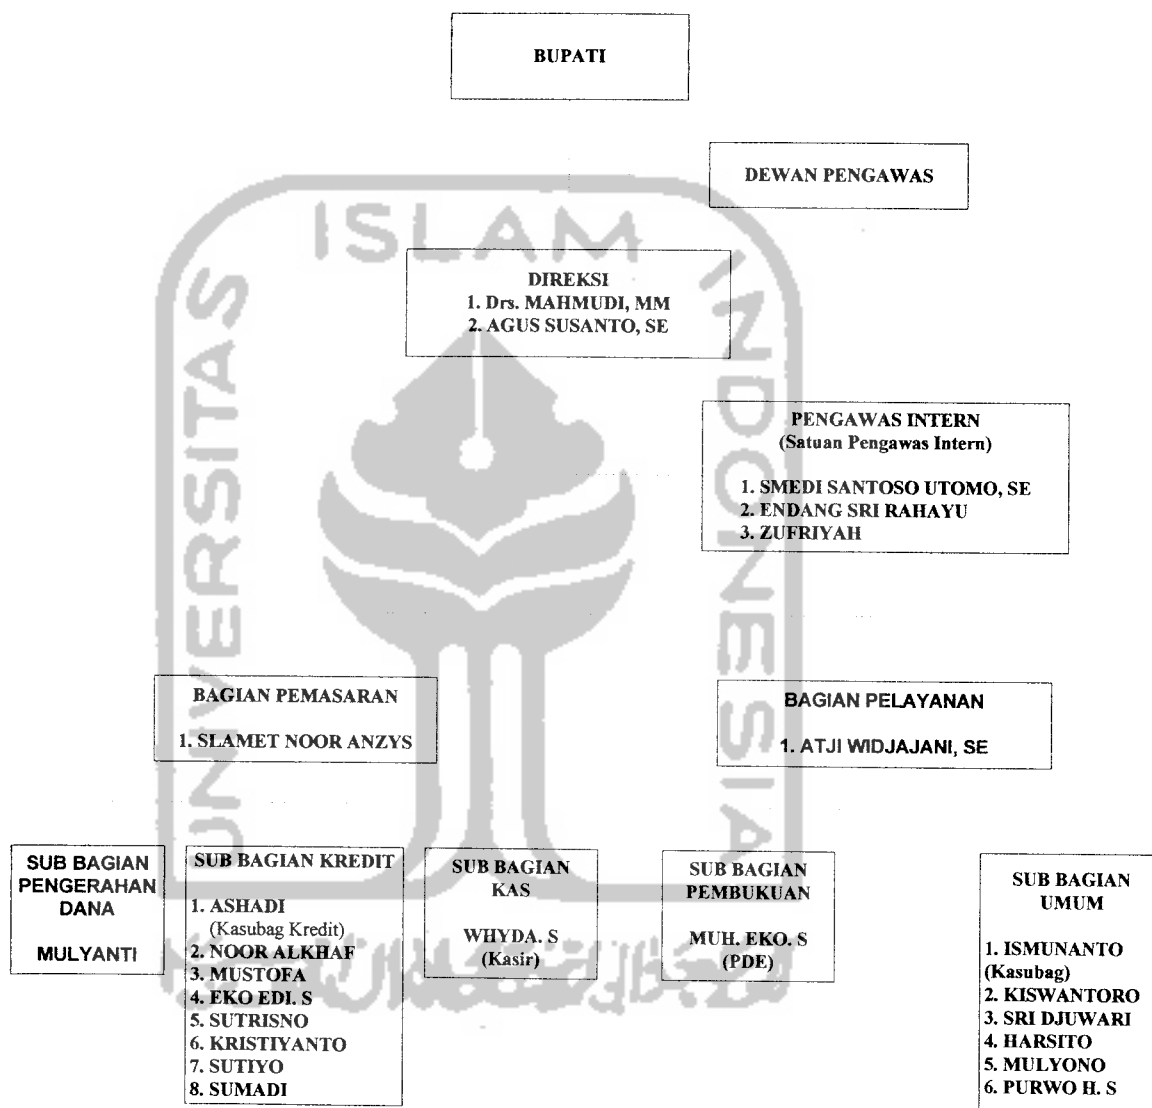 BUPATI
DEWAN PENGAWAS
DIREKSI
1. Drs. MAHMUDI, MM
2. AGUS SUSANTO, SE
PENGAWAS INTERN
(Satuan Pengawas Intern)
1. SMEDI SANTOSO UTOMO, SE
2. ENDANG SRI RAHAYU
3. ZUFRIYAH
BAGIAN PEMASARAN
1. SLAMET NOOR ANZYS
BAGIAN PELAYANAN
1. ATJI WIDJAJANI, SE
SUB BAGIAN
PENGERAHAN
DANA
MULYANTI
SUB BAGIAN KREDIT
1. ASHADI
(Kasubag Kredit)
2. NOOR ALKHAF
3. MUSTOFA
4. EKO EDI. S
5. SUTRISNO
6. KRISTIYANTO
7. SUTIYO
8. SUMADI
SUB BAGIAN
KAS
WHYDA. S
(Kasir)
SUB BAGIAN
PEMBUKUAN
MUH. EKO. S
(PDE)
SUB BAGIAN
UMUM
1. ISMUNANTO
(Kasubag)
2. KISWANTORO
3. SRI DJUWARI
4. HARSITO
5. MULYONO
6. PURWO H. S
UNIVERSITAS
ISLAM
INDONESIA